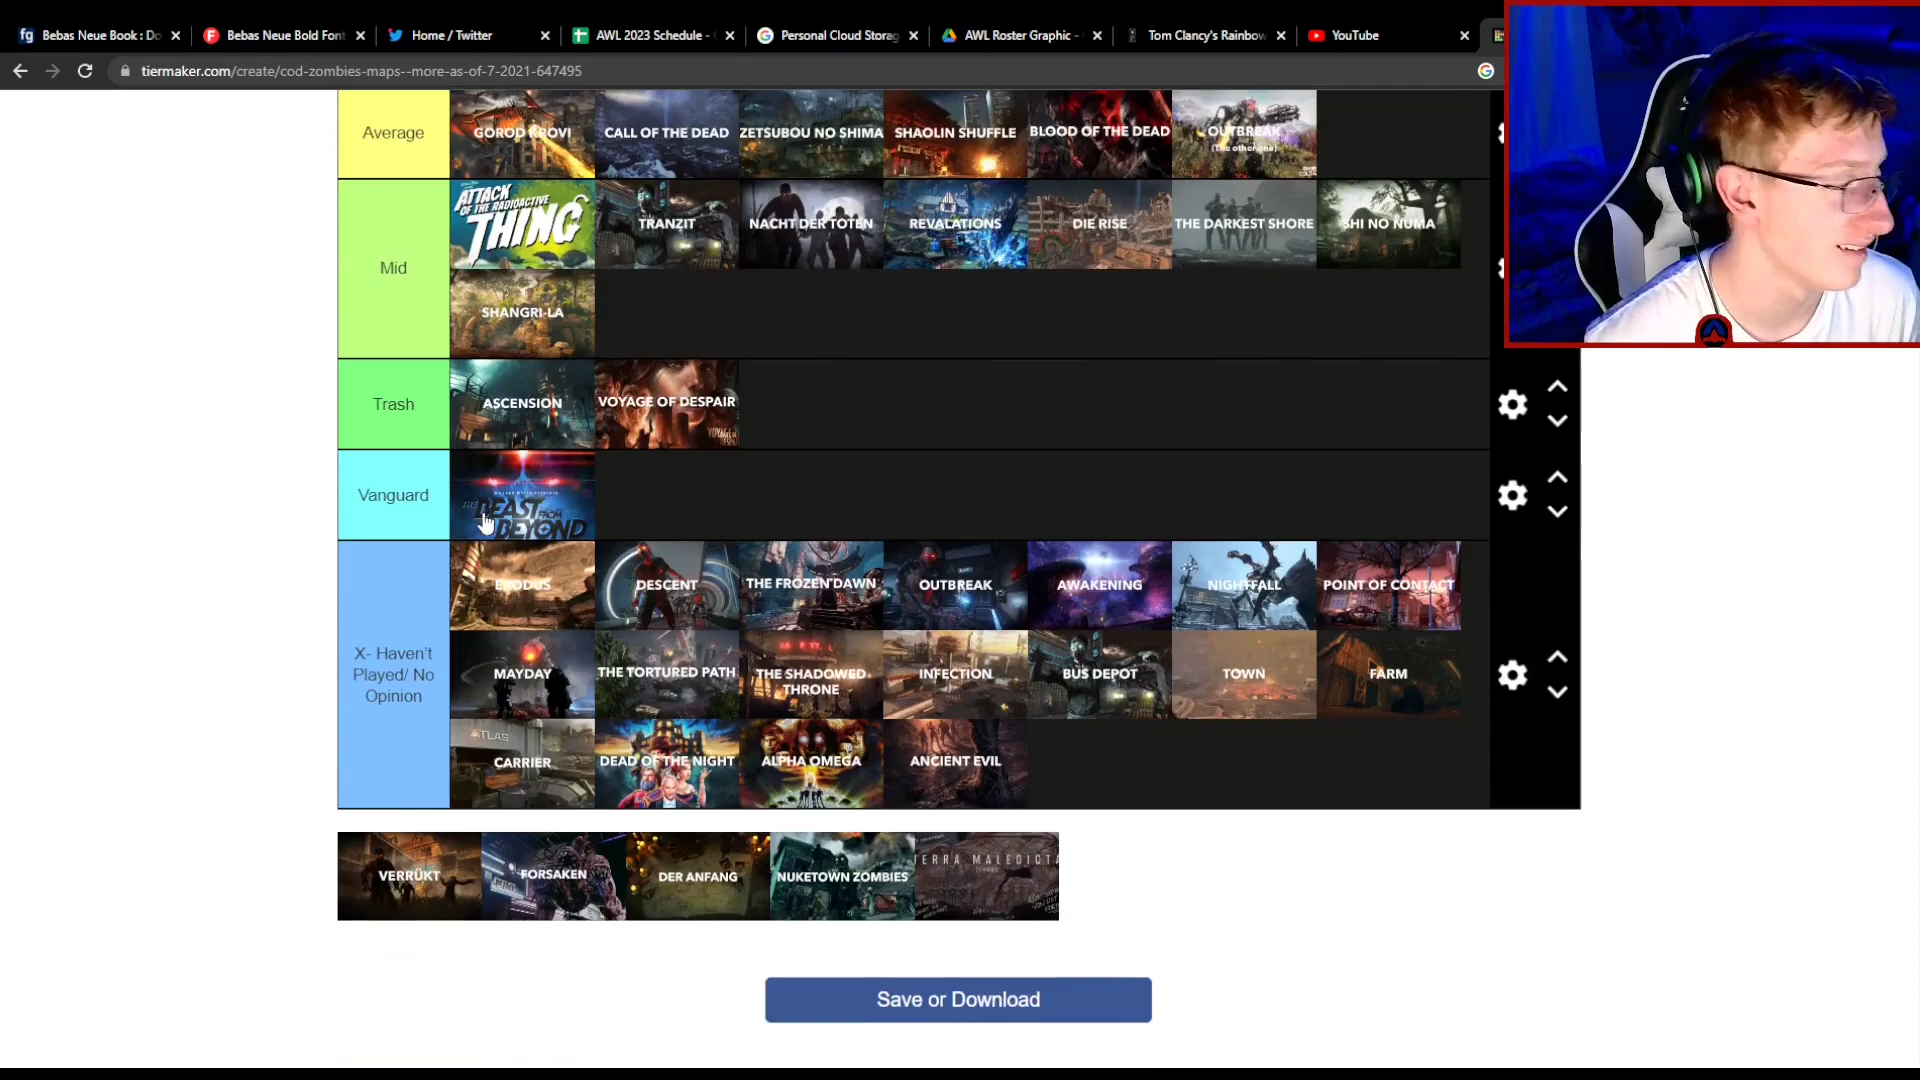 Bebas Neue Book : Do
Bebas Neue Bold Font
Home / Twitter
AWL 2023 Schedule -
Personal Cloud Storag
AWL Roster Graphic -
Tom Clancy's Rainbow
YouTube
tiermaker.com/create/cod-zombies-maps--more-as-of-7-2021-647495
Average
GOROD KROVI
CALL OF THE DEAD
ZETSUBOU NO SHIMA
SHAOLIN SHUFFLE
BLOOD OF THE DEAD
OUTBREAK
(The other one)
Mid
ATTACK
OF THE RADIOACTIVE
THING
TRANZIT
NACHT DER TOTEN
REVALATIONS
DIE RISE
THE DARKEST SHORE
SHI NO NUMA
SHANGRI-LA
Trash
ASCENSION
VOYAGE OF DESPAIR
Vanguard
THE BEAST FROM
BEYOND
X- Haven't
Played/ No
Opinion
EXODUS
DESCENT
THE FROZEN DAWN
OUTBREAK
AWAKENING
NIGHTFALL
POINT OF CONTACT
MAYDAY
THE TORTURED PATH
THE SHADOWED
THRONE
INFECTION
BUS DEPOT
TOWN
FARM
ATLAS
CARRIER
DEAD OF THE NIGHT
ALPHA OMEGA
ANCIENT EVIL
VERRÜKT
FORSAKEN
DER ANFANG
NUKETOWN ZOMBIES
ERRA MALEDICTA
Save or Download